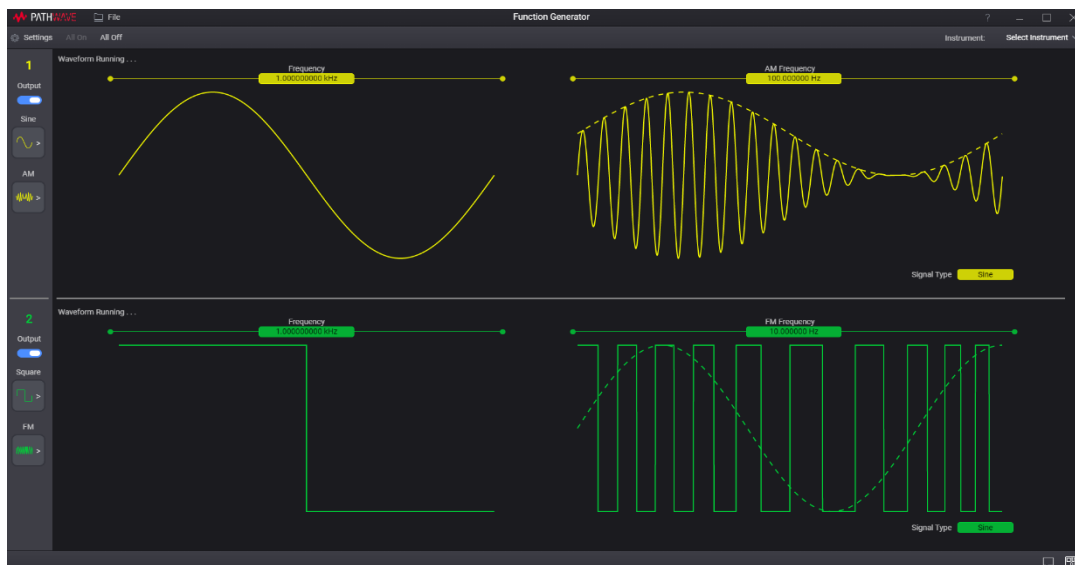 PATHWAVE File Function Generator ?
Settings All On All Off Instrument: Select Instrument
1
Waveform Running . . .
Output
Sine
>
AM
>
Frequency
1.000000000 kHz
AM Frequency
100.000000 Hz
Signal Type Sine
2
Waveform Running . . .
Output
Square
>
FM
>
Frequency
1.000000000 kHz
FM Frequency
10.000000 Hz
Signal Type Sine